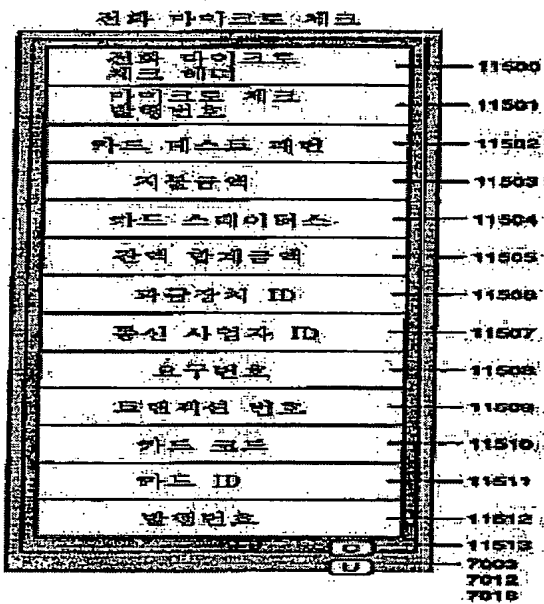 전화 마이크로 체크
전화 마이크로
체크 헤더
11500
마이크로 체크
발행번호
11501
카드 테스트 패턴
11502
지불금액
11503
카드 스테이터스
11504
잔액 합계금액
11505
과금장치 ID
11506
통신 사업자 ID
11507
요구번호
11508
트랜잭션 번호
11509
카드 코드
11510
카드 ID
11511
발행번호
11512
C
11513
U
7003
7012
7018